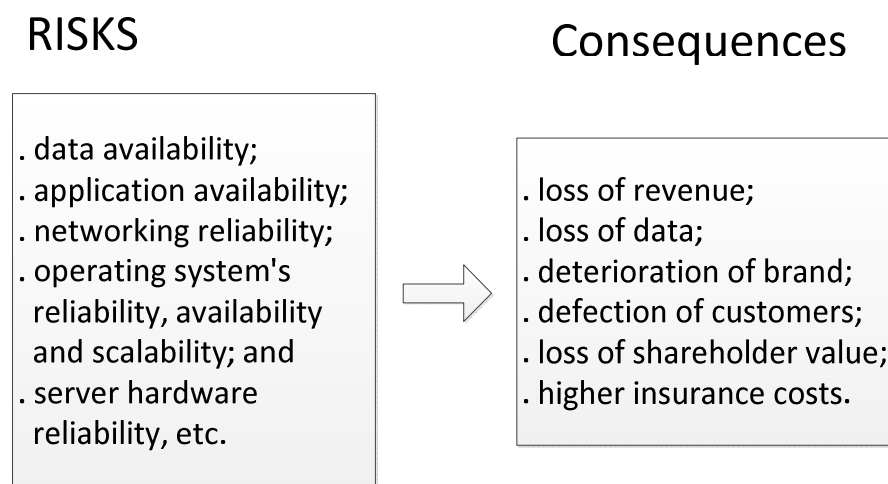 RISKS
. data availability;
. application availability;
. networking reliability;
. operating system's
reliability, availability
and scalability; and
. server hardware
reliability, etc.
Consequences
. loss of revenue;
. loss of data;
. deterioration of brand;
. defection of customers;
. loss of shareholder value;
. higher insurance costs.